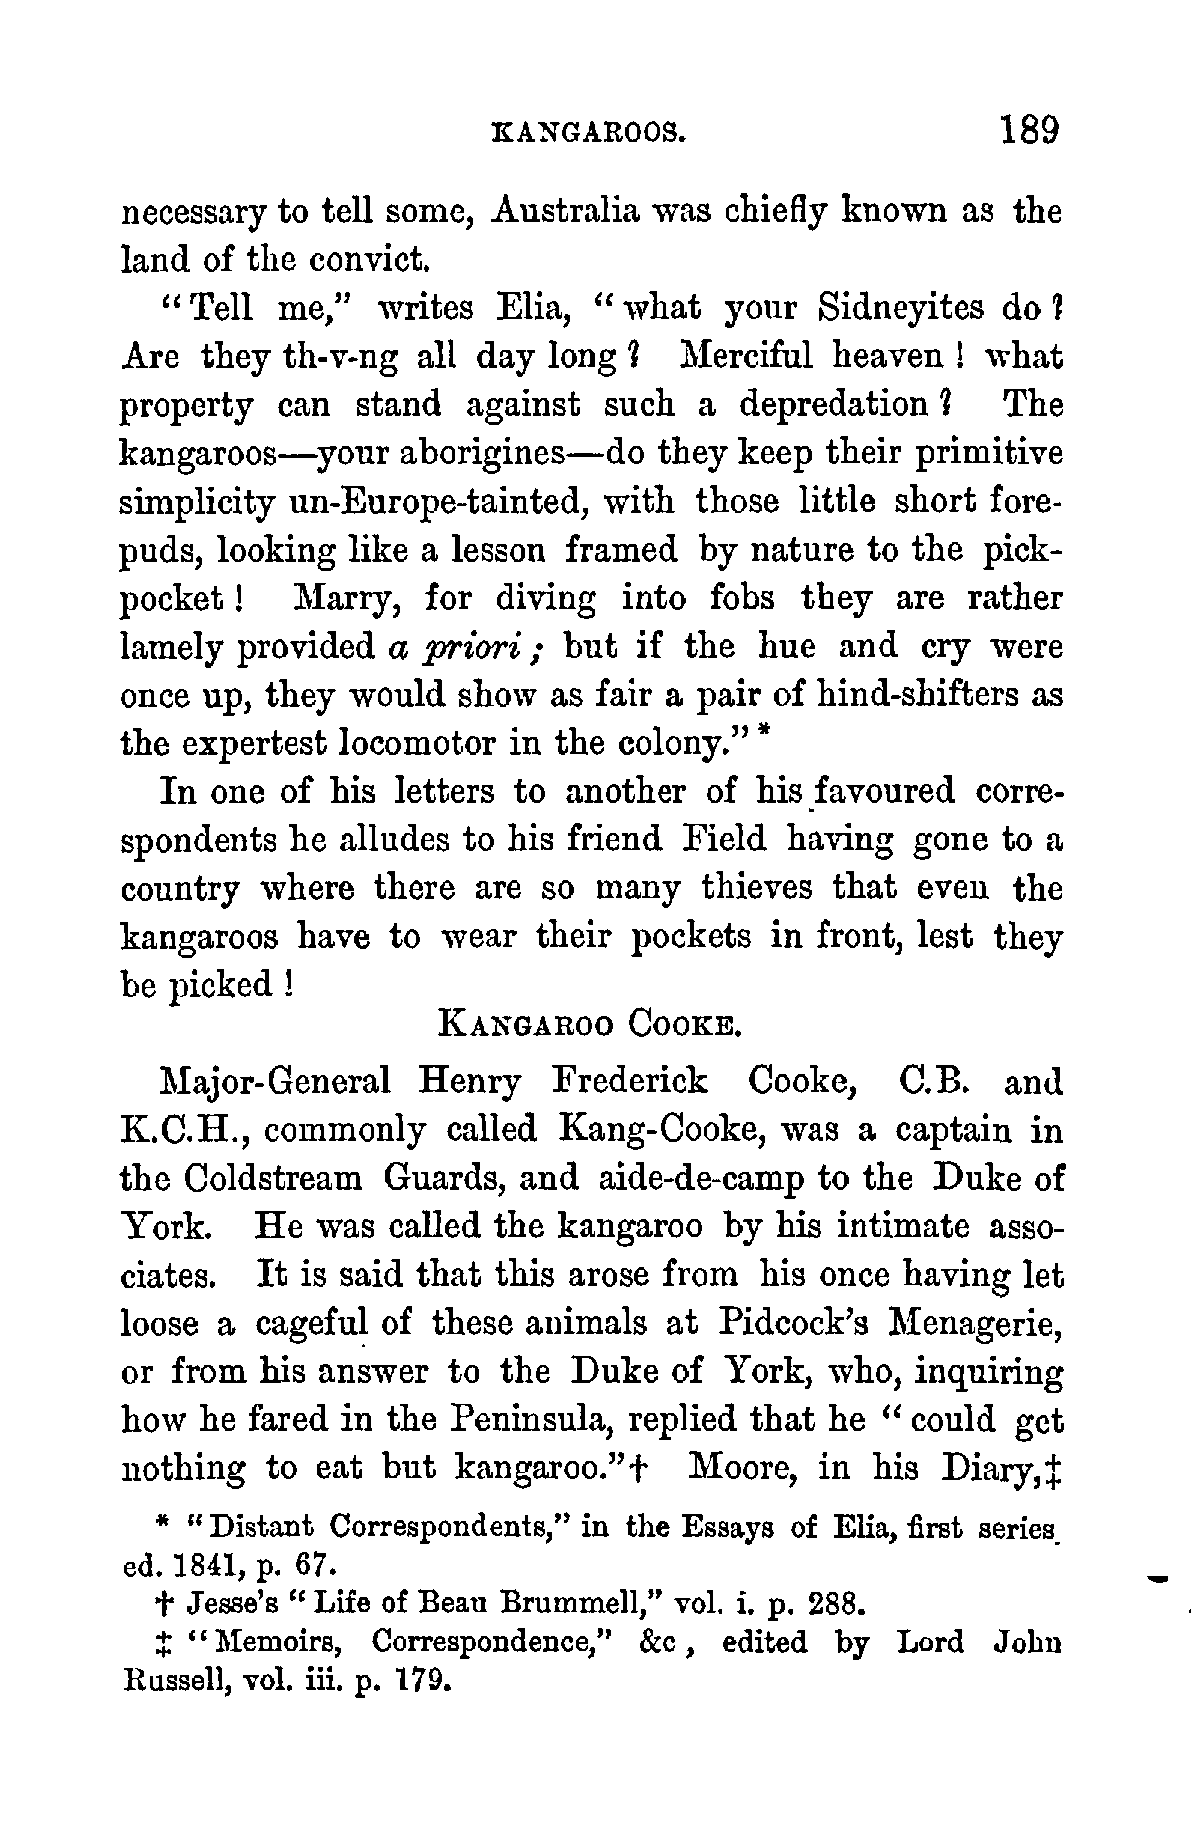 KANGAROOS. 189
necessary to tell some, Australia was chiefly known as the
land of the convict.
"Tell me," writes Elia, "what your Sidneyites do?
Are they th-v-ng all day long? Merciful heaven! what
property can stand against such a depredation? The
kangaroos—your aborigines—do they keep their primitive
simplicity un-Europe-tainted, with those little short fore-
puds, looking like a lesson framed by nature to the pick-
pocket! Marry, for diving into fobs they are rather
lamely provided a priori; but if the hue and cry were
once up, they would show as fair a pair of hind-shifters as
the expertest locomotor in the colony."*
In one of his letters to another of his favoured corre-
spondents he alludes to his friend Field having gone to a
country where there are so many thieves that even the
kangaroos have to wear their pockets in front, lest they
be picked!
KANGAROO COOKE.
Major-General Henry Frederick Cooke, C.B. and
K.C.H., commonly called Kang-Cooke, was a captain in
the Coldstream Guards, and aide-de-camp to the Duke of
York. He was called the kangaroo by his intimate asso-
ciates. It is said that this arose from his once having let
loose a cageful of these animals at Pidcock's Menagerie,
or from his answer to the Duke of York, who, inquiring
how he fared in the Peninsula, replied that he "could get
nothing to eat but kangaroo."† Moore, in his Diary,‡
* "Distant Correspondents," in the Essays of Elia, first series.
ed. 1841, p. 67.
† Jesse's "Life of Beau Brummell," vol. i. p. 288.
‡ "Memoirs, Correspondence," &c, edited by Lord John
Russell, vol. iii. p. 179.